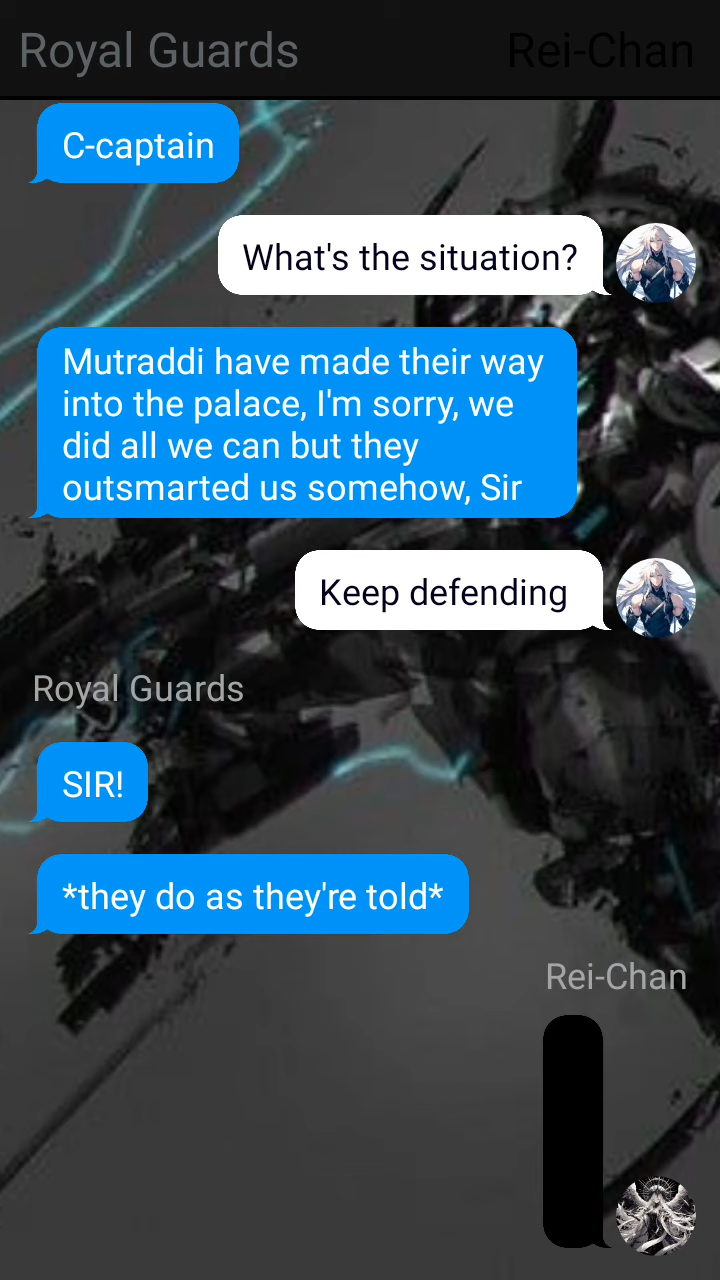 Royal Guards
Rei-Chan
C-captain
What's the situation?
Mutraddi have made their way
into the palace, I'm sorry, we
did all we can but they
outsmarted us somehow, Sir
Keep defending
Royal Guards
SIR!
*they do as they're told*
Rei-Chan